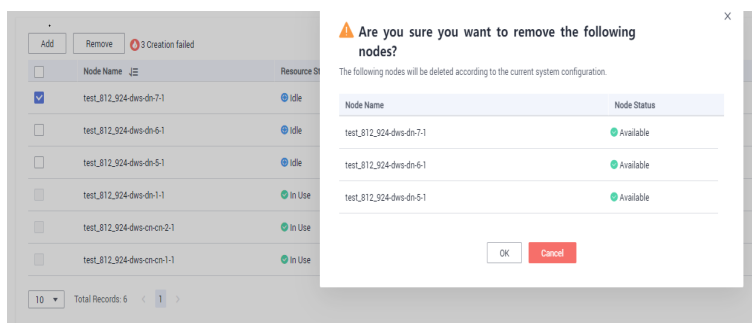 Add Remove 3 Creation failed
Node Name Resource St
test_812_924-dws-dn-7-1 Idle
test_812_924-dws-dn-6-1 Idle
test_812_924-dws-dn-5-1 Idle
test_812_924-dws-dn-1-1 In Use
test_812_924-dws-cn-cn-2-1 In Use
test_812_924-dws-cn-cn-1-1 In Use
10 Total Records: 6 < 1 >
X
Are you sure you want to remove the following
nodes?
The following nodes will be deleted according to the current system configuration.
Node Name Node Status
test_812_924-dws-dn-7-1 Available
test_812_924-dws-dn-6-1 Available
test_812_924-dws-dn-5-1 Available
OK Cancel